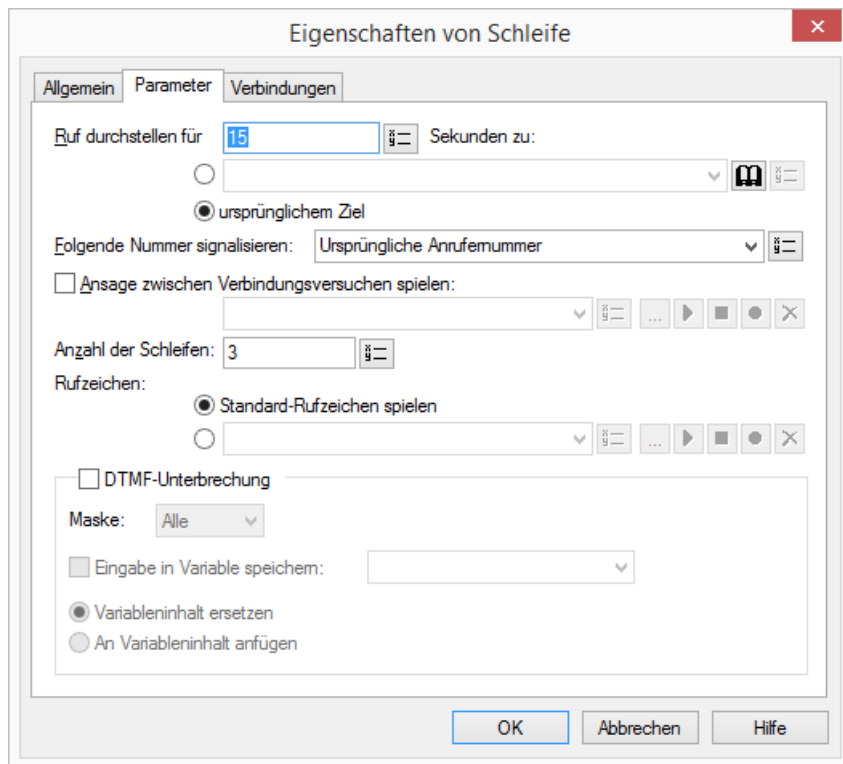 Eigenschaften von Schleife
Allgemein Parameter Verbindungen
Ruf durchstellen für 15 Sekunden zu:
ursprünglichem Ziel
Folgende Nummer signalisieren: Ursprüngliche Anrufernummer
Ansage zwischen Verbindungsversuchen spielen:
...
Anzahl der Schleifen: 3
Rufzeichen:
Standard-Rufzeichen spielen
...
DTMF-Unterbrechung
Maske: Alle
Eingabe in Variable speichern:
Variableninhalt ersetzen
An Variableninhalt anfügen
OK Abbrechen Hilfe